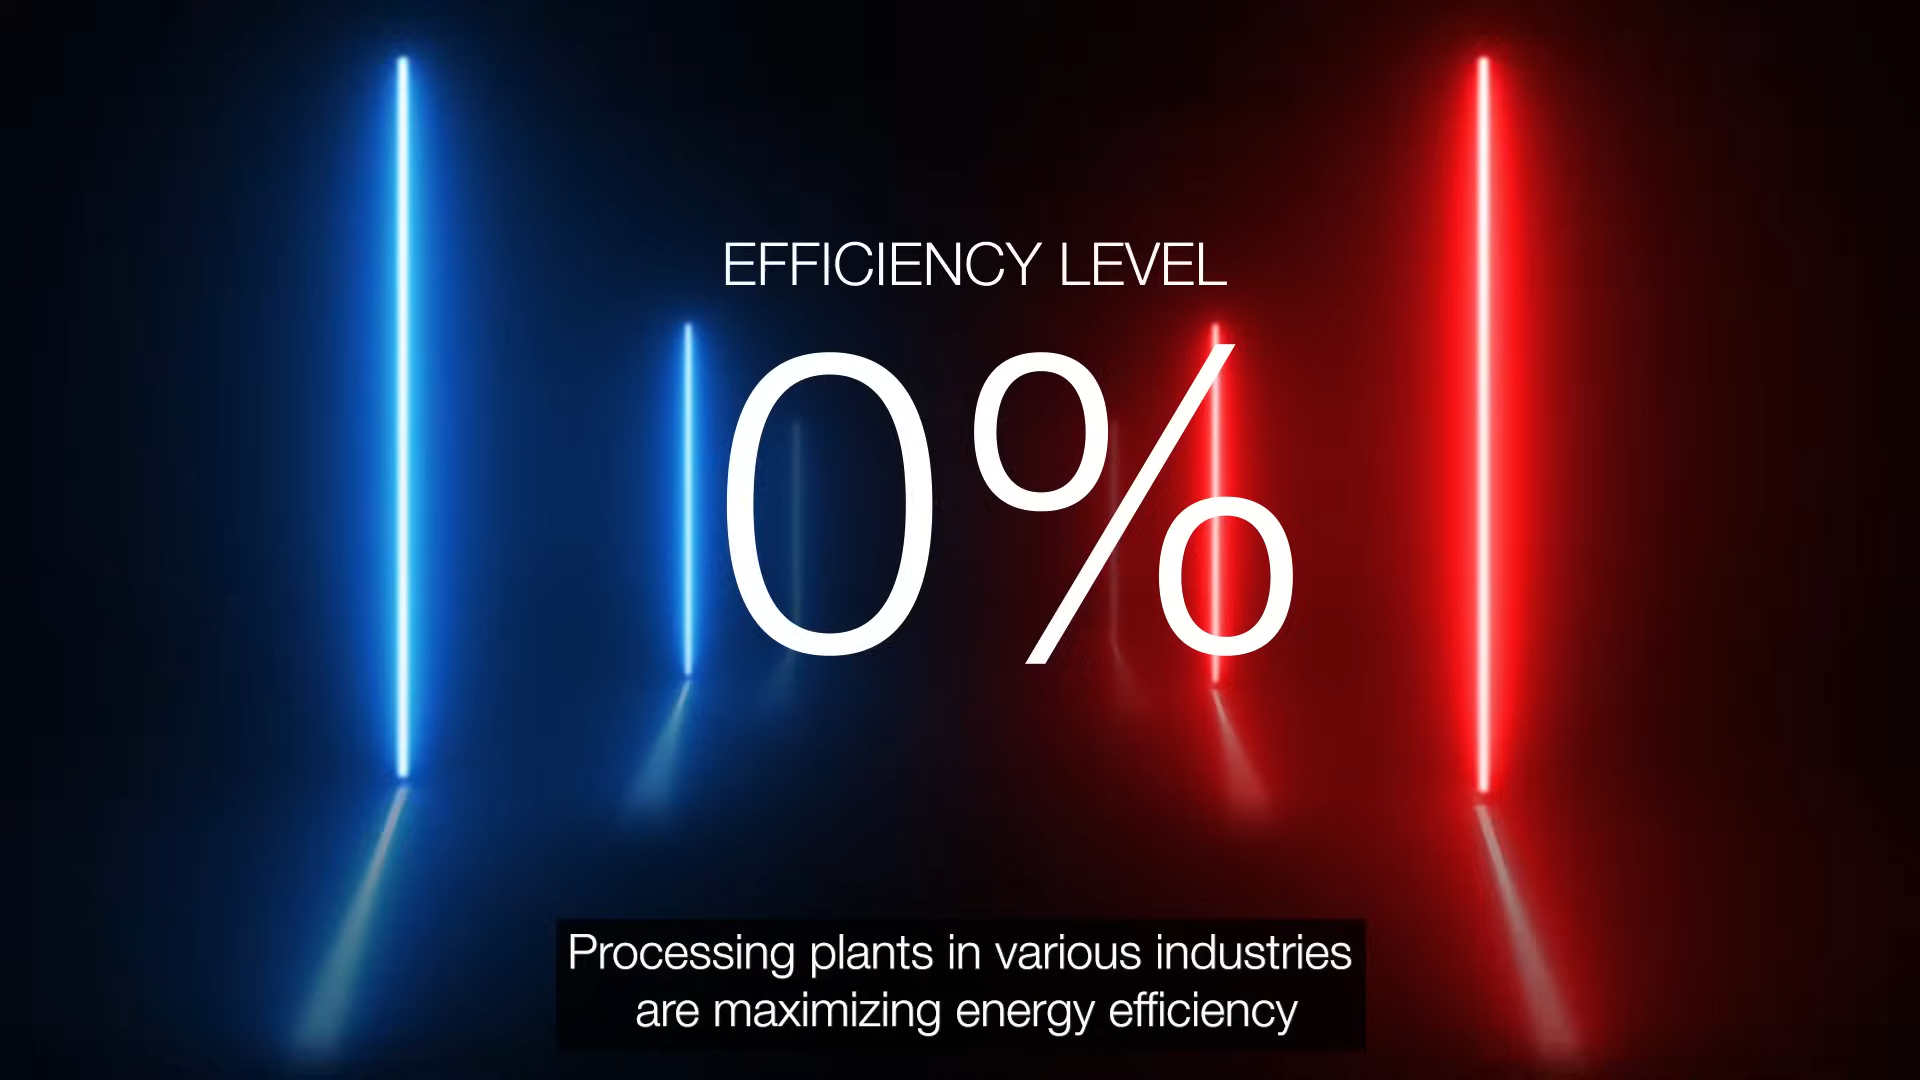 EFFICIENCY LEVEL
0%
Processing plants in various industries
are maximizing energy efficiency